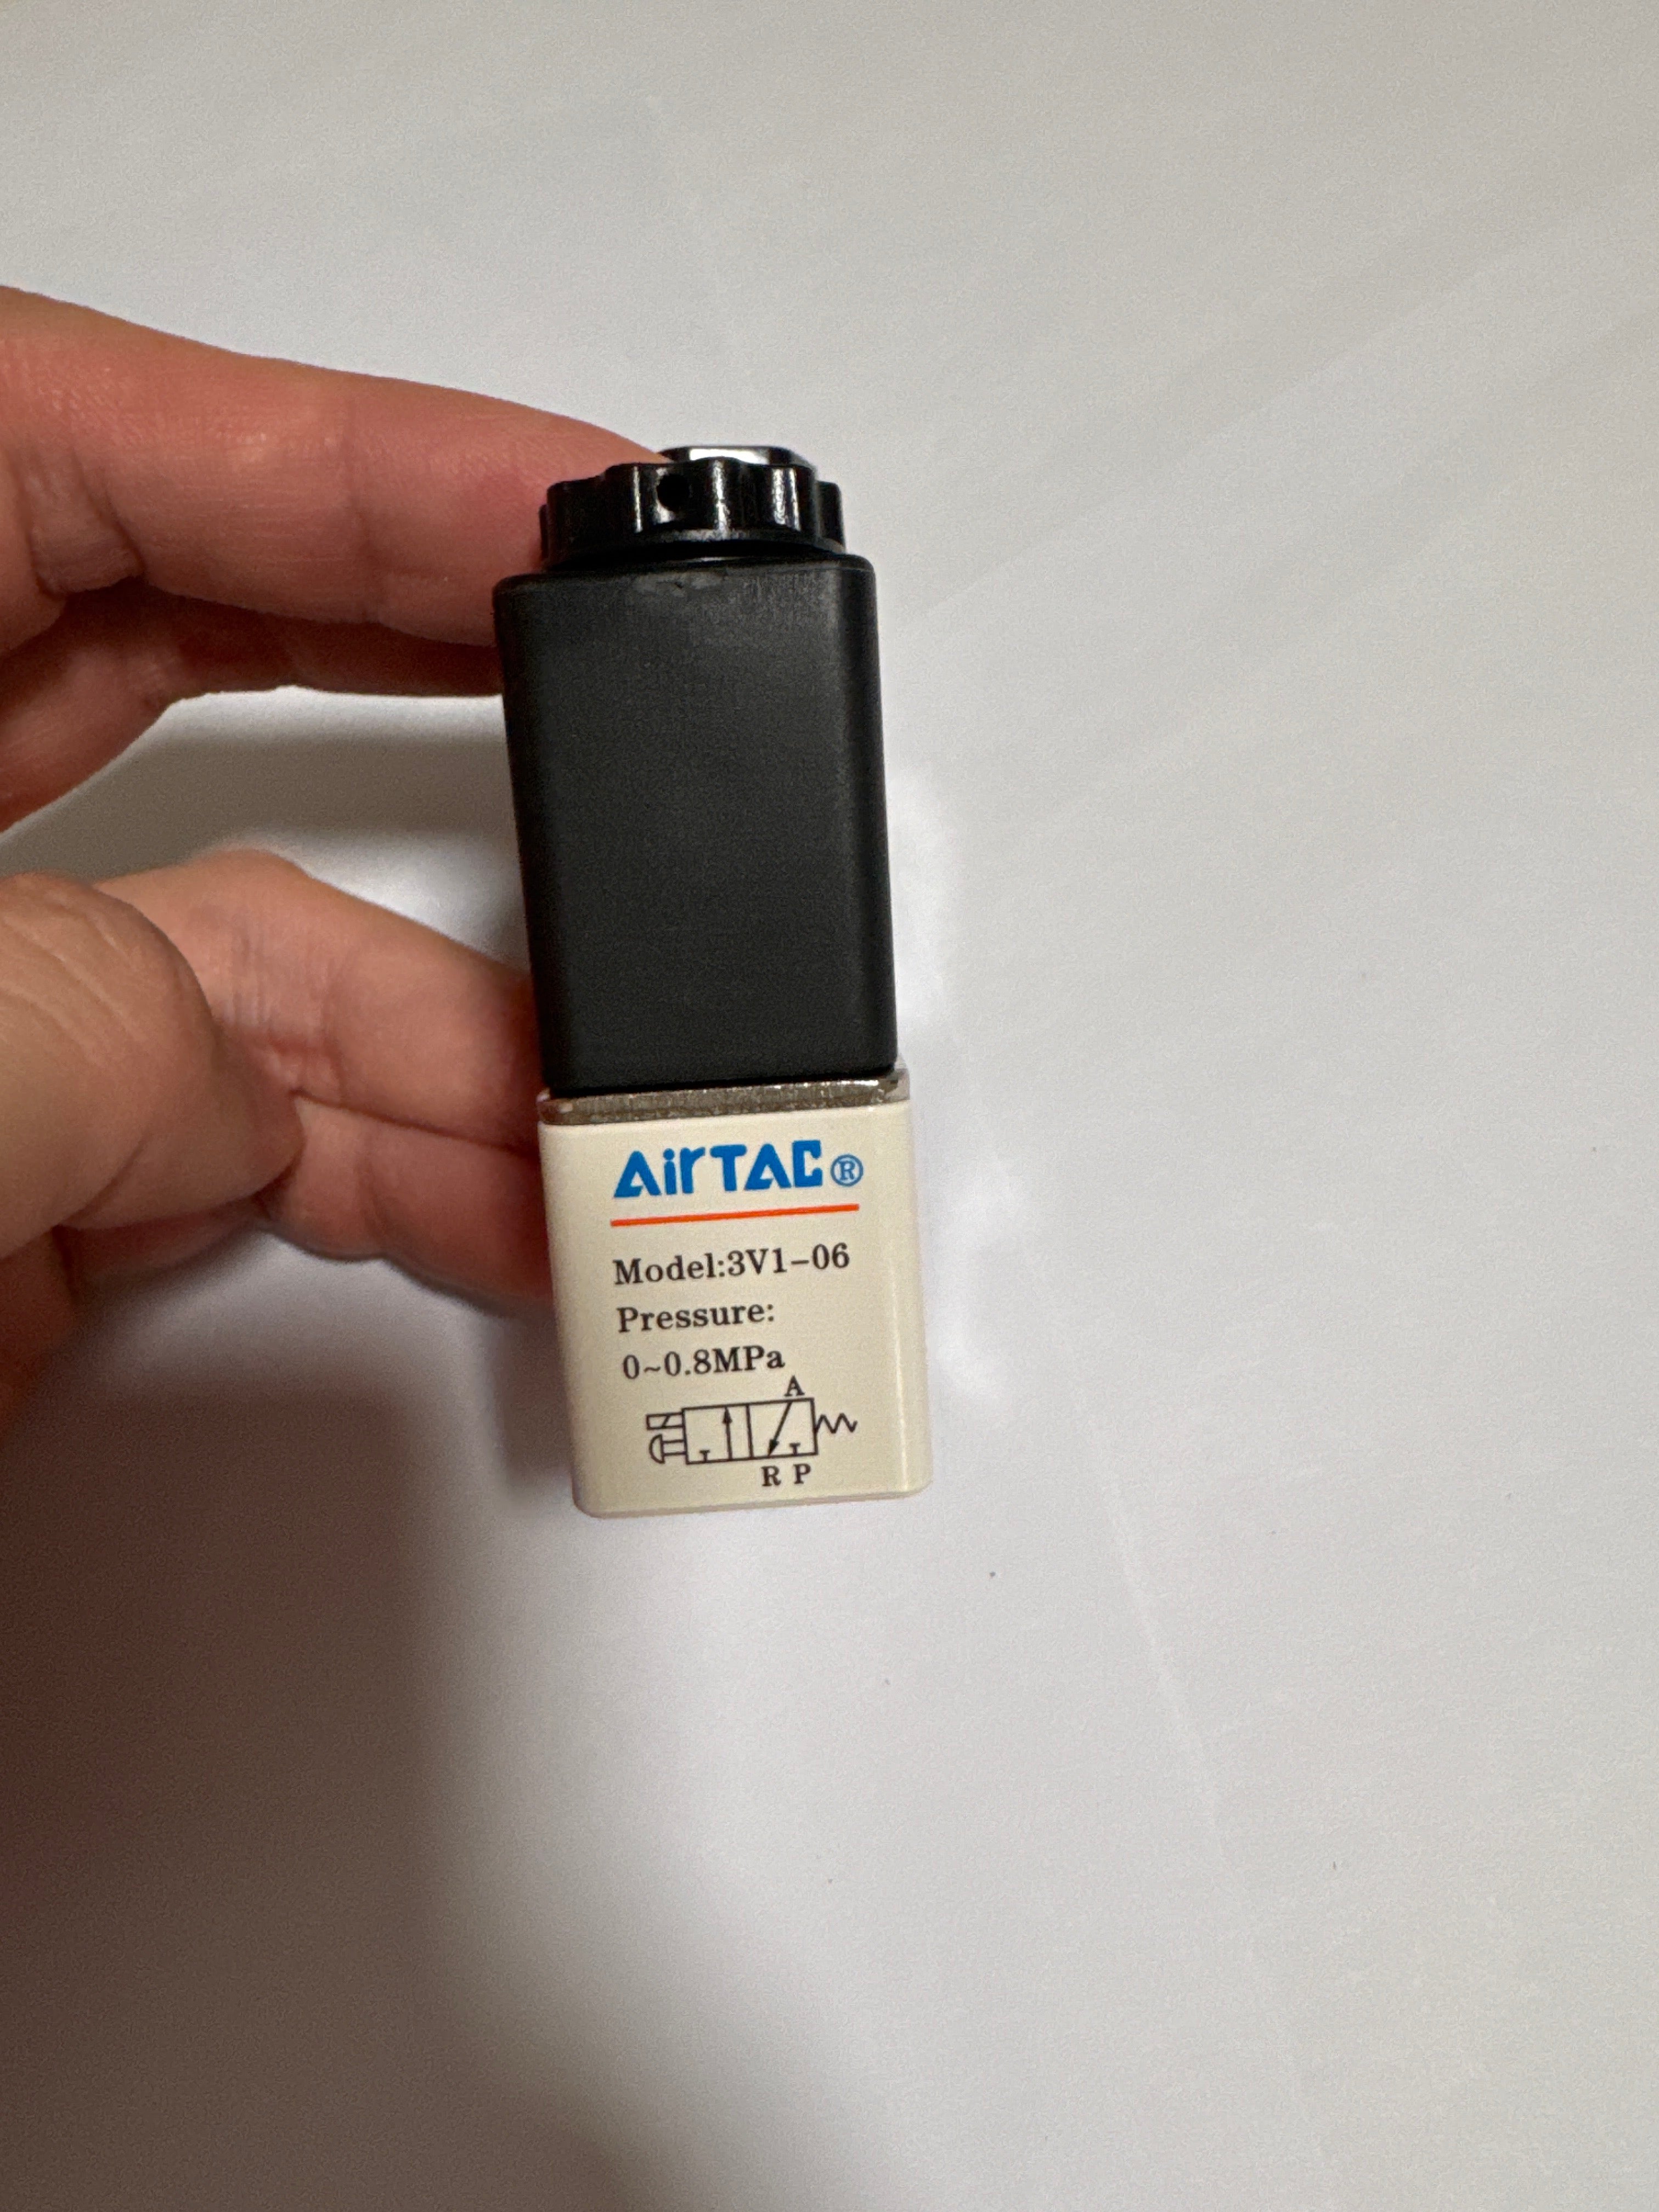 AirTAC®
Model:3V1-06
Pressure:
0~0.8MPa
A
R P